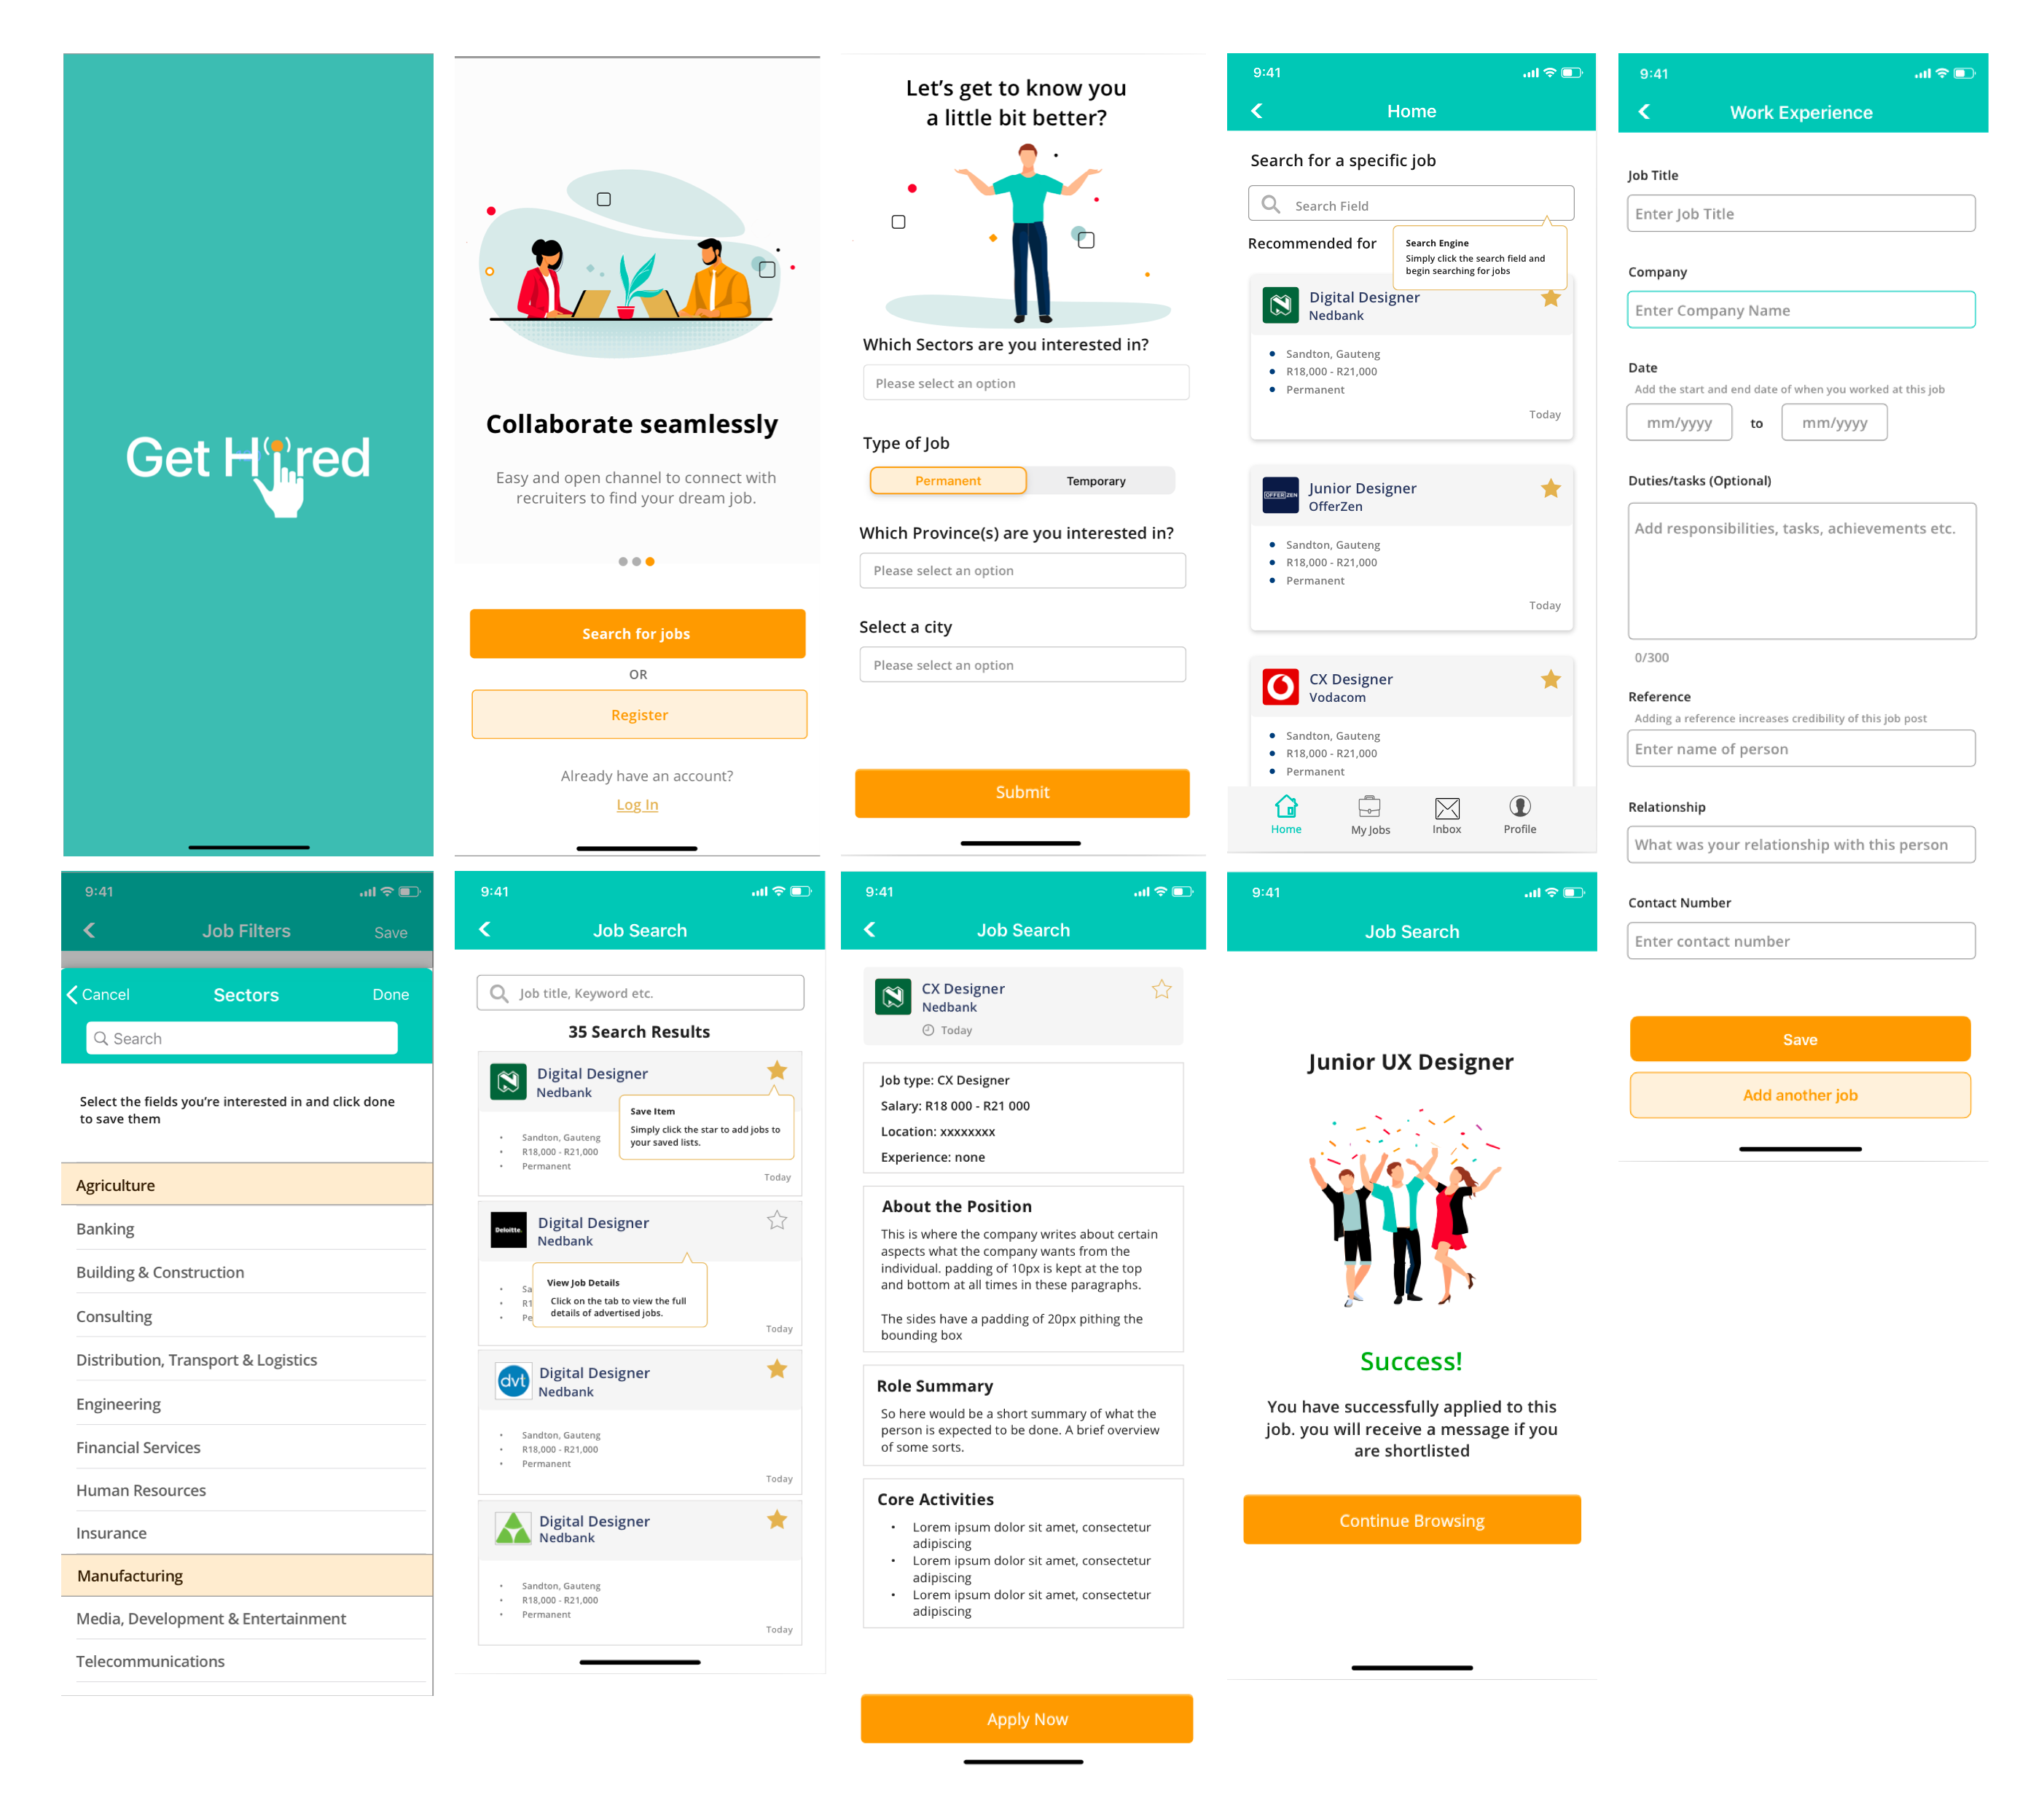 Get Hired
Collaborate seamlessly
Easy and open channel to connect with
recruiters to find your dream job.
Search for jobs
OR
Register
Already have an account?
Log In
Let's get to know you
a little bit better?
Which Sectors are you interested in?
Please select an option
Type of Job
Permanent
Temporary
Which Province(s) are you interested in?
Please select an option
Select a city
Please select an option
Submit
9:41
Home
Search for a specific job
Search Field
Recommended for
Search Engine
Simply click the search field and
begin searching for jobs
Digital Designer
Nedbank
Sandton, Gauteng
R18,000 - R21,000
Permanent
Today
OFFERZEN
Junior Designer
OfferZen
Sandton, Gauteng
R18,000 - R21,000
Permanent
Today
CX Designer
Vodacom
Sandton, Gauteng
R18,000 - R21,000
Permanent
Home
My Jobs
Inbox
Profile
9:41
Work Experience
Job Title
Enter Job Title
Company
Enter Company Name
Date
Add the start and end date of when you worked at this job
mm/yyyy to mm/yyyy
Duties/tasks (Optional)
Add responsibilities, tasks, achievements etc.
0/300
Reference
Adding a reference increases credibility of this job post
Enter name of person
Relationship
What was your relationship with this person
Contact Number
Enter contact number
Save
Add another job
9:41
Job Filters
Save
Cancel
Sectors
Done
Search
Select the fields you're interested in and click done
to save them
Agriculture
Banking
Building & Construction
Consulting
Distribution, Transport & Logistics
Engineering
Financial Services
Human Resources
Insurance
Manufacturing
Media, Development & Entertainment
Telecommunications
9:41
Job Search
Job title, Keyword etc.
35 Search Results
Digital Designer
Nedbank
Save Item
Simply click the star to add jobs to
your saved lists.
Sandton, Gauteng
R18,000 - R21,000
Permanent
Today
Deloitte.
Digital Designer
Nedbank
View Job Details
Click on the tab to view the full
details of advertised jobs.
Sa
R1
Pe
Today
dvt
Digital Designer
Nedbank
Sandton, Gauteng
R18,000 - R21,000
Permanent
Today
Digital Designer
Nedbank
Sandton, Gauteng
R18,000 - R21,000
Permanent
Today
9:41
Job Search
CX Designer
Nedbank
Today
Job type: CX Designer
Salary: R18 000 - R21 000
Location: xxxxxxxx
Experience: none
About the Position
This is where the company writes about certain
aspects what the company wants from the
individual. padding of 10px is kept at the top
and bottom at all times in these paragraphs.
The sides have a padding of 20px pithing the
bounding box
Role Summary
So here would be a short summary of what the
person is expected to be done. A brief overview
of some sorts.
Core Activities
Lorem ipsum dolor sit amet, consectetur
adipiscing
Lorem ipsum dolor sit amet, consectetur
adipiscing
Lorem ipsum dolor sit amet, consectetur
adipiscing
Apply Now
9:41
Job Search
Junior UX Designer
Success!
You have successfully applied to this
job. you will receive a message if you
are shortlisted
Continue Browsing